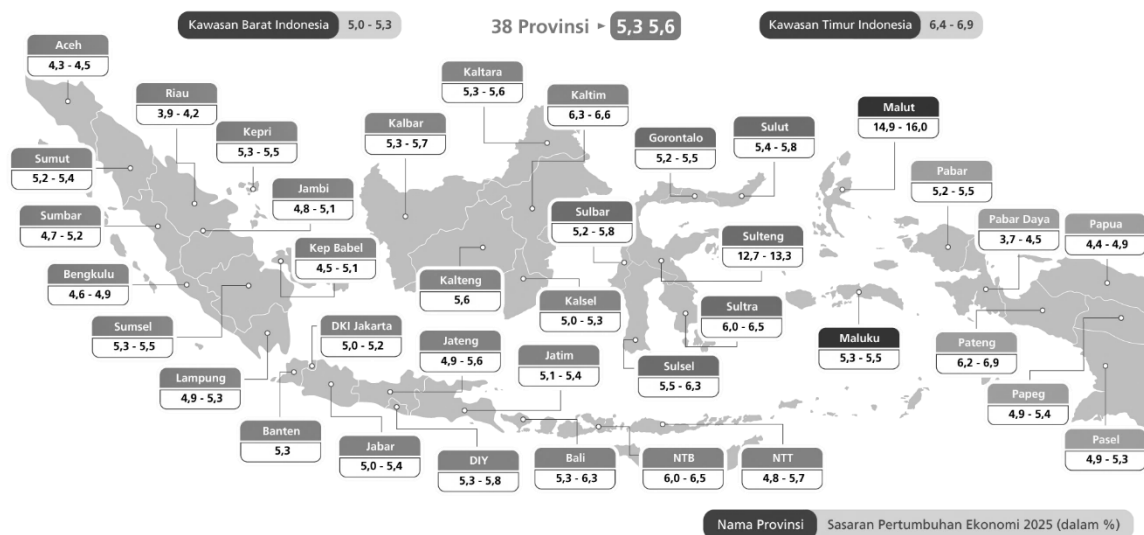 Kawasan Barat Indonesia 5,0 - 5,3
38 Provinsi 5,3 5,6
Kawasan Timur Indonesia 6,4 - 6,9
Aceh
4,3 - 4,5
Riau
3,9 - 4,2
Kepri
5,3 - 5,5
Sumut
5,2 - 5,4
Jambi
4,8 - 5,1
Sumbar
4,7 - 5,2
Kep Babel
4,5 - 5,1
Bengkulu
4,6 - 4,9
Sumsel
5,3 - 5,5
Lampung
4,9 - 5,3
DKI Jakarta
5,0 - 5,2
Banten
5,3
Jabar
5,0 - 5,4
Jateng
4,9 - 5,6
DIY
5,3 - 5,8
Jatim
5,1 - 5,4
Bali
5,3 - 6,3
NTB
6,0 - 6,5
NTT
4,8 - 5,7
Kalbar
5,3 - 5,7
Kaltara
5,3 - 5,6
Kaltim
6,3 - 6,6
Kalteng
5,6
Kalsel
5,0 - 5,3
Gorontalo
5,2 - 5,5
Sulut
5,4 - 5,8
Sulbar
5,2 - 5,8
Sulteng
12,7 - 13,3
Sultra
6,0 - 6,5
Sulsel
5,5 - 6,3
Malut
14,9 - 16,0
Maluku
5,3 - 5,5
Pabar
5,2 - 5,5
Pabar Daya
3,7 - 4,5
Papua
4,4 - 4,9
Pateng
6,2 - 6,9
Papeg
4,9 - 5,4
Pasel
4,9 - 5,3
Nama Provinsi Sasaran Pertumbuhan Ekonomi 2025 (dalam %)